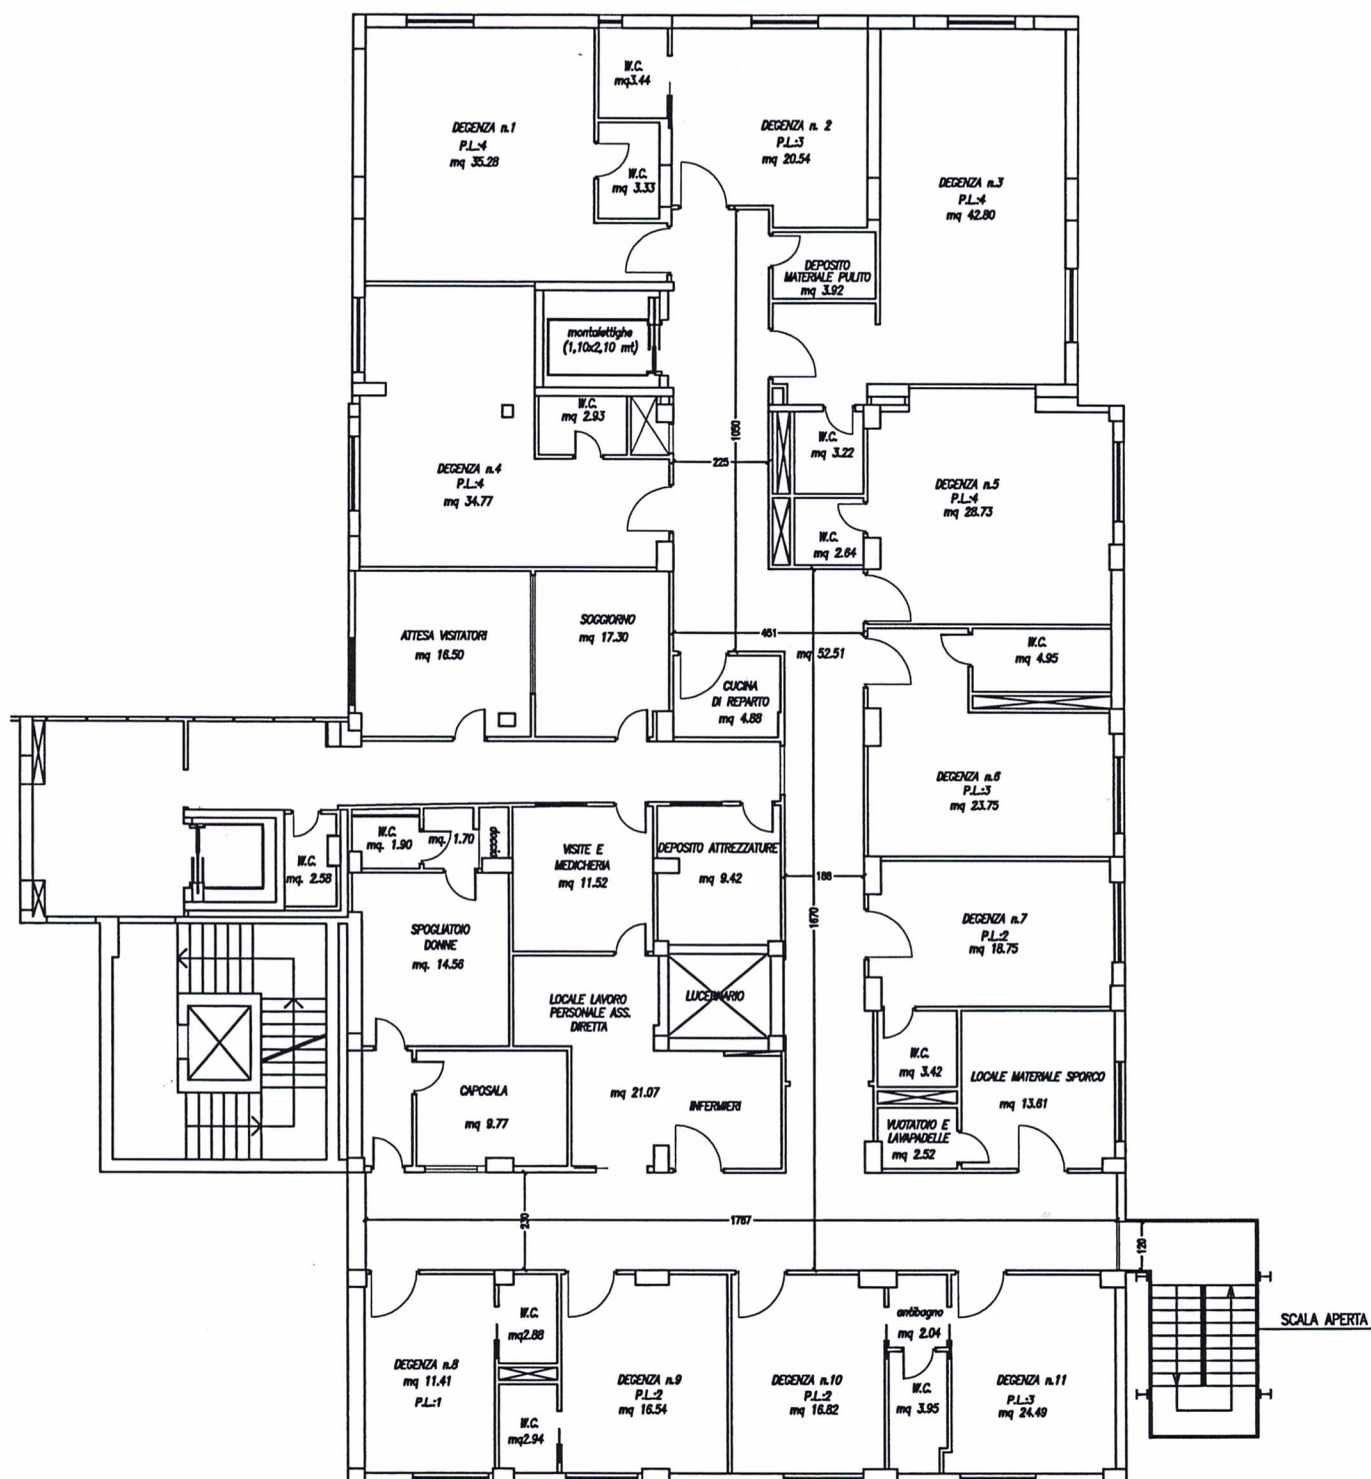 W.C.
mq3.44
DEGENZA n.1
P.L.:4
mq 35.28
DEGENZA n. 2
P.L.:3
mq 20.54
W.C.
mq 3.33
DEGENZA n.3
P.L.:4
mq 42.80
DEPOSITO
MATERIALE PULITO
mq 3.92
montalettighe
(1,10x2,10 mt)
W.C.
mq 2.93
1050
W.C.
mq 3.22
225
DEGENZA n.4
P.L.:4
mq 34.77
DEGENZA n.5
P.L.:4
mq 28.73
W.C.
mq 2.64
ATTESA VISITATORI
mq 16.50
SOGGIORNO
mq 17.30
461
mq 52.51
W.C.
mq 4.95
CUCINA
DI REPARTO
mq 4.88
DEGENZA n.6
P.L.:3
mq 23.75
W.C.
mq. 1.90
mq. 1.70
doccia
W.C.
mq. 2.58
VISITE E
MEDICHERIA
mq 11.52
DEPOSITO ATTREZZATURE
mq 9.42
186
1670
DEGENZA n.7
P.L.:2
mq 18.75
SPOGLIATOIO
DONNE
mq. 14.56
LOCALE LAVORO
PERSONALE ASS.
DIRETTA
LUCERNARIO
W.C.
mq 3.42
LOCALE MATERIALE SPORCO
mq 13.61
CAPOSALA
mq 9.77
mq 21.07
INFERMIERI
VUOTATOIO E
LAVAPADELLE
mq 2.52
230
1787
120
W.C.
mq2.88
antibagno
mq 2.04
SCALA APERTA
DEGENZA n.8
mq 11.41
P.L.:1
DEGENZA n.9
P.L.:2
mq 16.54
DEGENZA n.10
P.L.:2
mq 16.82
W.C.
mq 3.95
DEGENZA n.11
P.L.:3
mq 24.49
W.C.
mq2.94